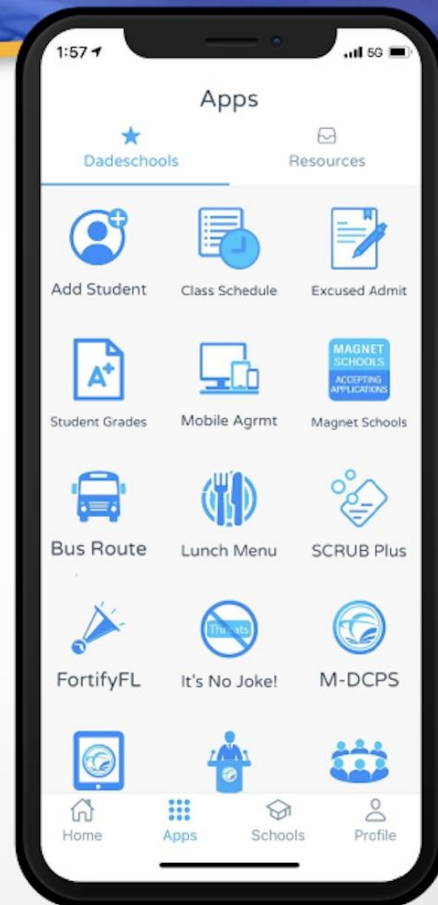 1:57
5G
Apps
Dadeschools
Resources
Add Student
Class Schedule
Excused Admit
A+
MAGNET
SCHOOLS
ACCEPTING
APPLICATIONS
Student Grades
Mobile Agrmt
Magnet Schools
Bus Route
Lunch Menu
SCRUB Plus
Threats
FortifyFL
It's No Joke!
M-DCPS
Home
Apps
Schools
Profile